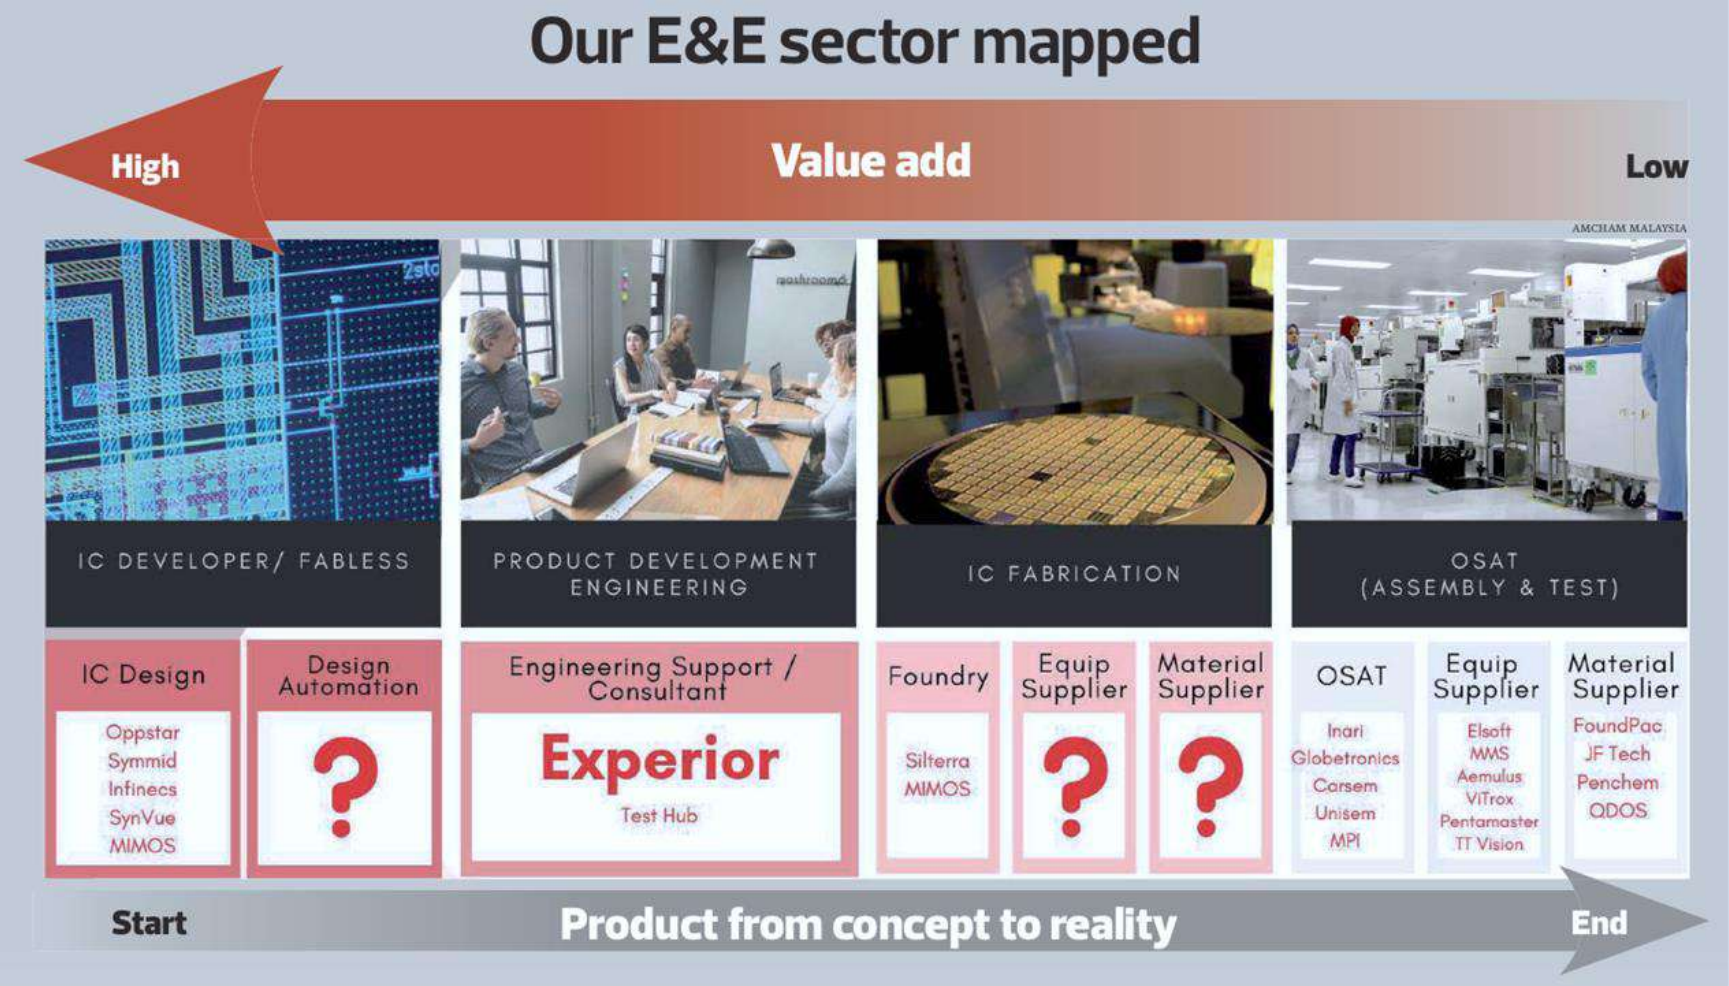 Our E&E sector mapped
High
Value add
Low
AMCHAM MALAYSIA
2sto
mashroom
IC DEVELOPER/ FABLESS
PRODUCT DEVELOPMENT
ENGINEERING
IC FABRICATION
OSAT
(ASSEMBLY & TEST)
IC Design
Oppstar
Symmid
Infinecs
SynVue
MIMOS
Design
Automation
?
Engineering Support /
Consultant
Experior
Test Hub
Foundry
Silterra
MIMOS
Equip
Supplier
?
Material
Supplier
?
OSAT
Inari
Globetronics
Carsem
Unisem
MPI
Equip
Supplier
Elsoft
MMS
Aemulus
ViTrox
Pentamaster
TT Vision
Material
Supplier
FoundPac
JF Tech
Penchem
QDOS
Start
Product from concept to reality
End